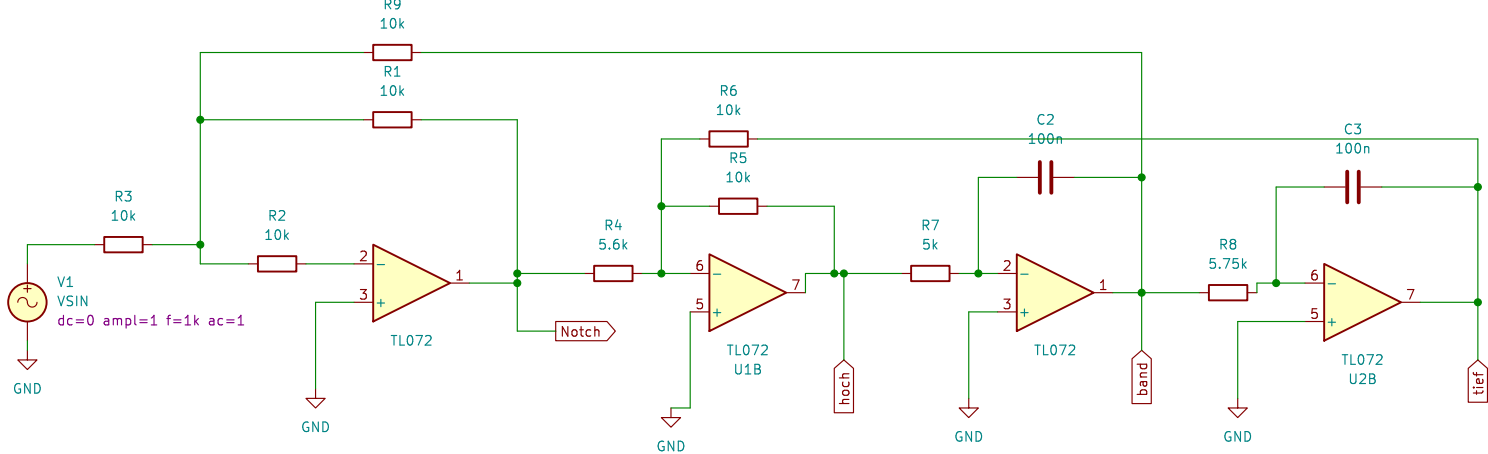 R9
10k
R1
10k
R6
10k
R5
10k
C2
100n
C3
100n
R3
10k
R2
10k
R4
5.6k
R7
5k
R8
5.75k
V1
VSIN
dc=0 ampl=1 f=1k ac=1
GND
2
3
1
−
+
TL072
GND
Notch
6
5
7
−
+
TL072
U1B
GND
hoch
2
3
1
−
+
TL072
GND
band
6
5
7
−
+
TL072
U2B
GND
tief